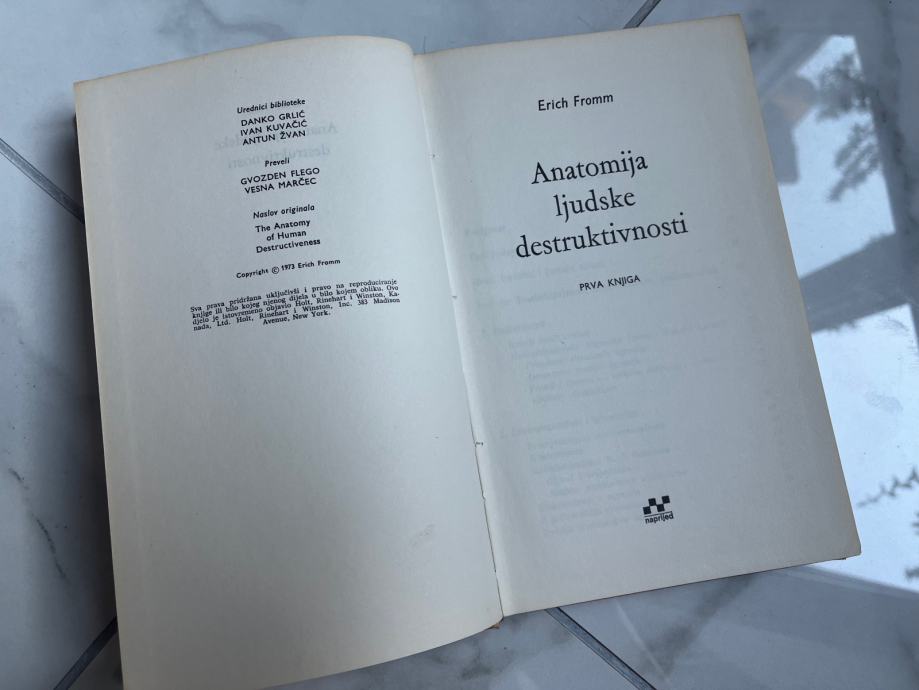 Urednici biblioteke
DANKO GRLIĆ
IVAN KUVAČIĆ
ANTUN ŽVAN
Preveli
GVOZDEN FLEGO
VESNA MARČEC
Naslov originala
The Anatomy
of Human
Destructiveness
Copyright © 1973 Erich Fromm
Sva prava pridržana uključivši i pravo na reproduciranje
knjige ili bilo kojeg njenog dijela u bilo kojem obliku. Ovo
djelo je istovremeno objavio Holt, Rinehart i Winston, Ka-
nada, Ltd. Holt, Rinehart i Winston, Inc. 383 Madison
Avenue, New York.
Erich Fromm
Anatomija
ljudske
destruktivnosti
PRVA KNJIGA
naprijed